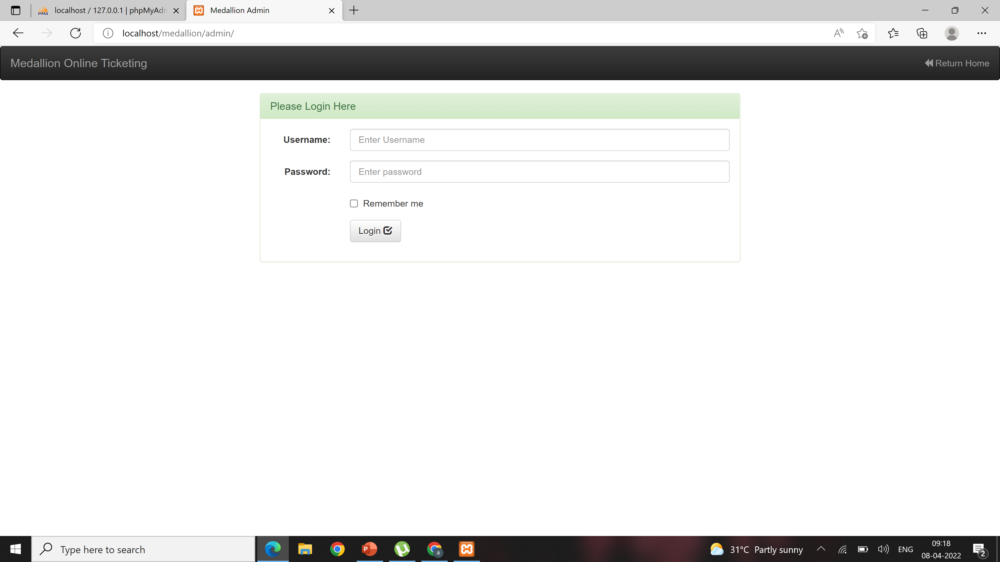 localhost / 127.0.0.1 | phpMyAdm
Medallion Admin
localhost/medallion/admin/
Medallion Online Ticketing
Return Home
Please Login Here
Username:
Enter Username
Password:
Enter password
Remember me
Login
Type here to search
31°C Partly sunny
ENG
09:18
08-04-2022
2